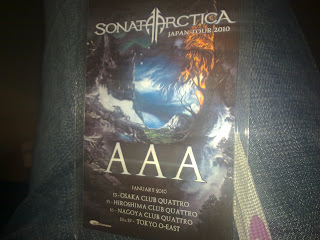 SONATA ARCTICA
JAPAN TOUR 2010
AAA
JANUARY 2010
- OSAKA CLUB QUATTRO
- HIROSHIMA CLUB QUATTRO
- NAGOYA CLUB QUATTRO
- TOKYO O-EAST